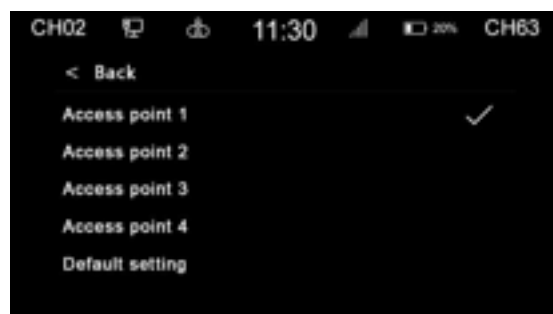 CH02 11:30 20% CH63
< Back
Access point 1
Access point 2
Access point 3
Access point 4
Default setting